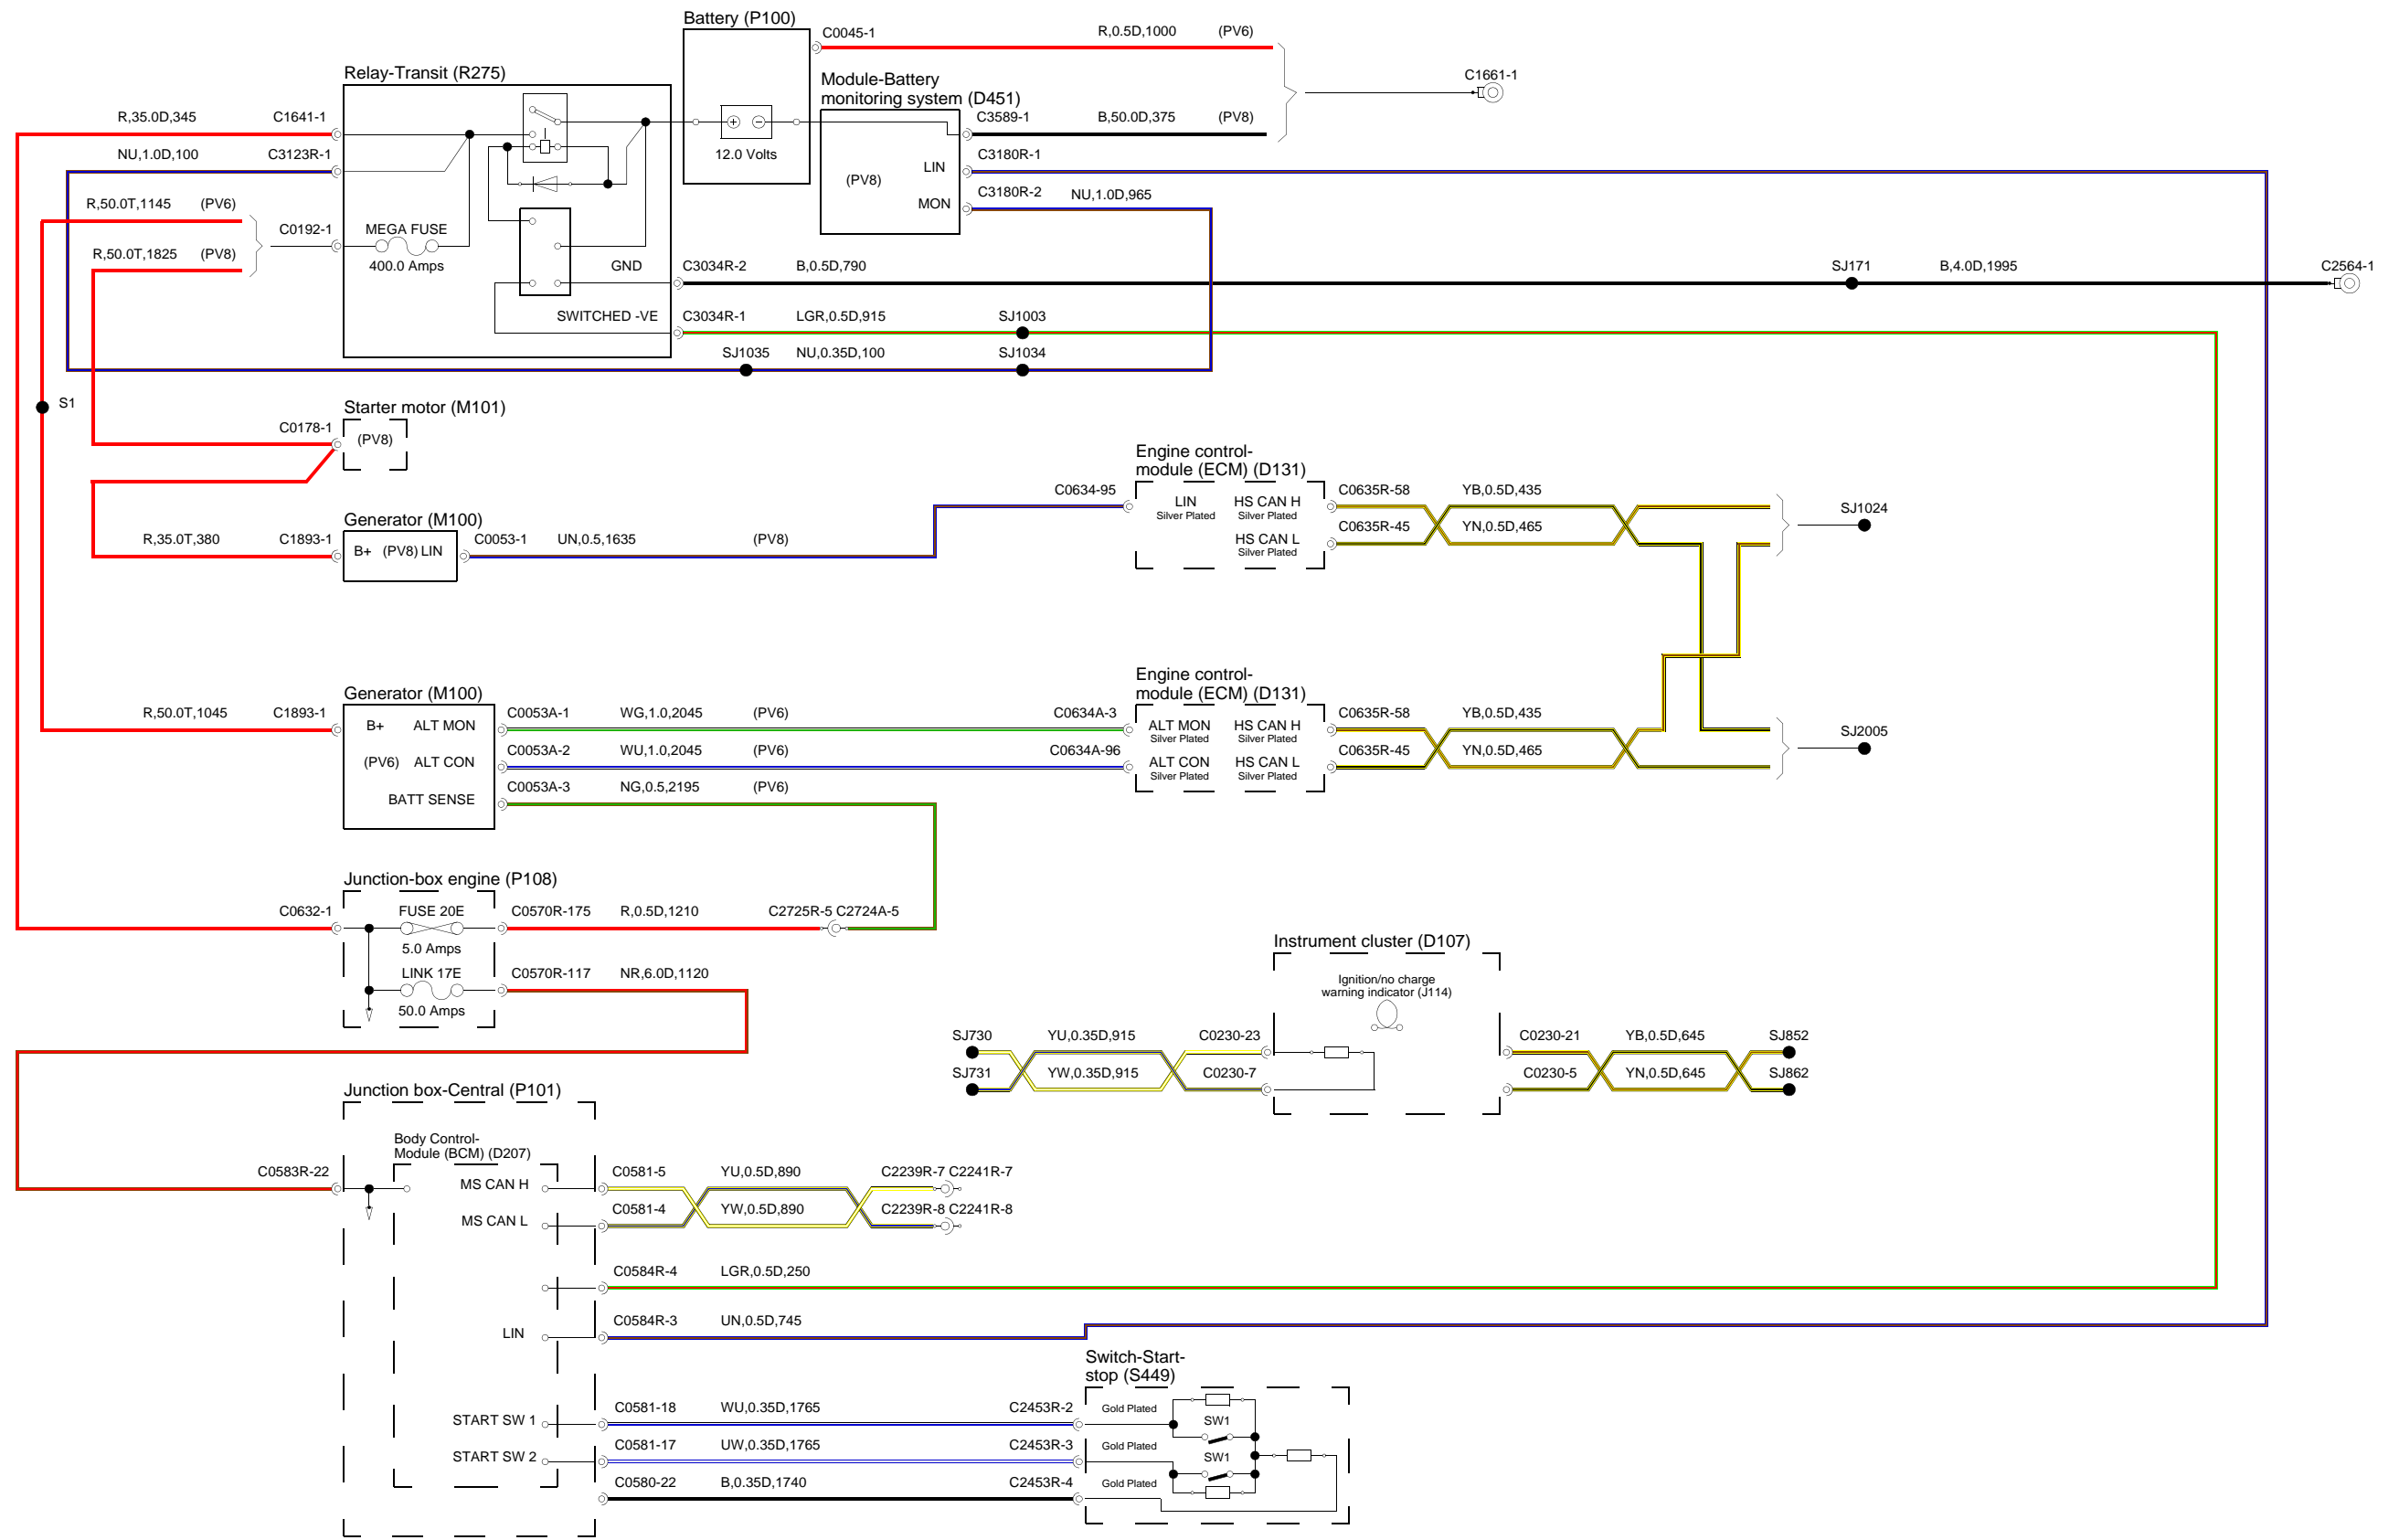 Battery (P100)
C0045-1
R,0.5D,1000
(PV6)
Relay-Transit (R275)
Module-Battery
monitoring system (D451)
C1661-1
R,35.0D,345
C1641-1
C3589-1
B,50.0D,375
(PV8)
NU,1.0D,100
C3123R-1
12.0 Volts
LIN
C3180R-1
(PV8)
MON
C3180R-2
NU,1.0D,965
R,50.0T,1145
(PV6)
C0192-1
MEGA FUSE
400.0 Amps
R,50.0T,1825
(PV8)
GND
C3034R-2
B,0.5D,790
SJ171
B,4.0D,1995
C2564-1
SWITCHED -VE
C3034R-1
LGR,0.5D,915
SJ1003
SJ1035
NU,0.35D,100
SJ1034
S1
Starter motor (M101)
C0178-1
(PV8)
Engine control-
module (ECM) (D131)
C0634-95
LIN
Silver Plated
HS CAN H
Silver Plated
C0635R-58
YB,0.5D,435
SJ1024
HS CAN L
Silver Plated
C0635R-45
YN,0.5D,465
Generator (M100)
R,35.0T,380
C1893-1
B+
(PV8)
LIN
C0053-1
UN,0.5,1635
(PV8)
Engine control-
module (ECM) (D131)
Generator (M100)
R,50.0T,1045
C1893-1
B+
ALT MON
C0053A-1
WG,1.0,2045
(PV6)
C0634A-3
ALT MON
Silver Plated
HS CAN H
Silver Plated
C0635R-58
YB,0.5D,435
SJ2005
(PV6)
ALT CON
C0053A-2
WU,1.0,2045
(PV6)
C0634A-96
ALT CON
Silver Plated
HS CAN L
Silver Plated
C0635R-45
YN,0.5D,465
BATT SENSE
C0053A-3
NG,0.5,2195
(PV6)
Junction-box engine (P108)
C0632-1
FUSE 20E
5.0 Amps
C0570R-175
R,0.5D,1210
C2725R-5
C2724A-5
LINK 17E
50.0 Amps
C0570R-117
NR,6.0D,1120
Instrument cluster (D107)
Ignition/no charge
warning indicator (J114)
SJ730
YU,0.35D,915
C0230-23
C0230-21
YB,0.5D,645
SJ852
SJ731
YW,0.35D,915
C0230-7
C0230-5
YN,0.5D,645
SJ862
Junction box-Central (P101)
Body Control-
Module (BCM) (D207)
C0583R-22
MS CAN H
C0581-5
YU,0.5D,890
C2239R-7
C2241R-7
MS CAN L
C0581-4
YW,0.5D,890
C2239R-8
C2241R-8
C0584R-4
LGR,0.5D,250
LIN
C0584R-3
UN,0.5D,745
Switch-Start-
stop (S449)
START SW 1
C0581-18
WU,0.35D,1765
C2453R-2
Gold Plated
SW1
START SW 2
C0581-17
UW,0.35D,1765
C2453R-3
Gold Plated
SW1
C0580-22
B,0.35D,1740
C2453R-4
Gold Plated